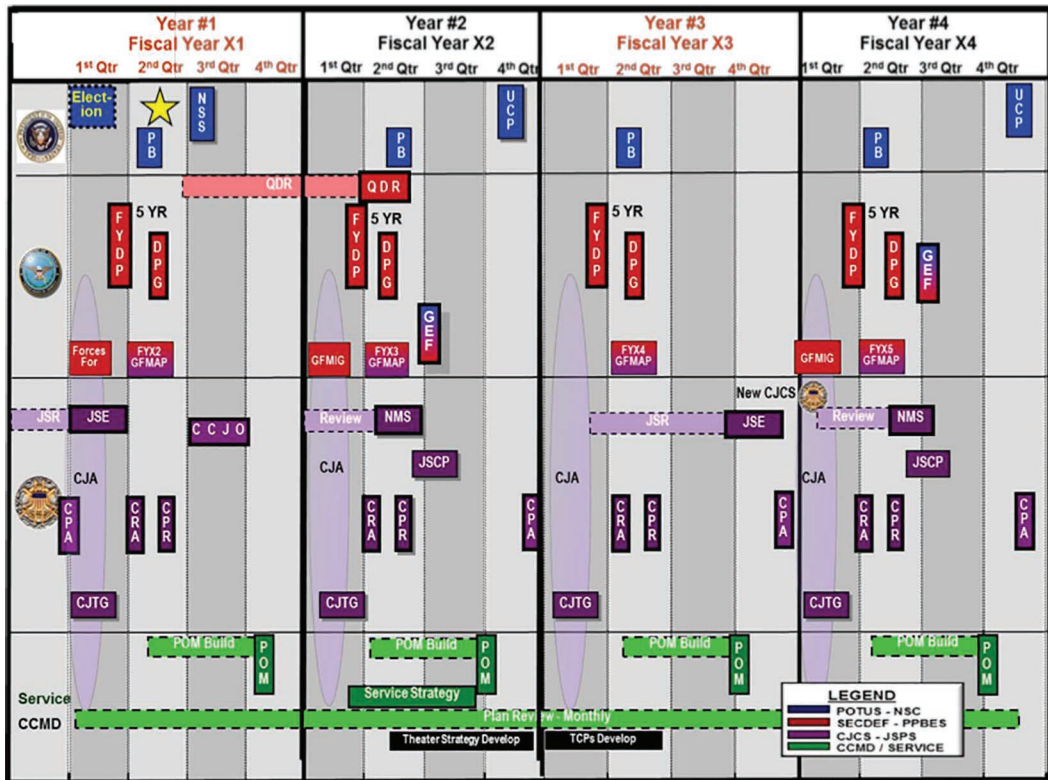 Year #1
Fiscal Year X1
1st Qtr 2nd Qtr 3rd Qtr 4th Qtr
Year #2
Fiscal Year X2
1st Qtr 2nd Qtr 3rd Qtr 4th Qtr
Year #3
Fiscal Year X3
1st Qtr 2nd Qtr 3rd Qtr 4th Qtr
Year #4
Fiscal Year X4
1st Qtr 2nd Qtr 3rd Qtr 4th Qtr
Elect-
ion
PB
NSS
PB
UCP
PB
PB
UCP
QDR
QDR
FYDP
5 YR
DPG
FYDP
5 YR
DPG
GEF
FYDP
DPG
FYDP
5 YR
DPG
GEF
Forces
For
FYX2
GFMAP
GFMIG
FYX3
GFMAP
FYX4
GFMAP
GFMIG
FYX5
GFMAP
New CJCS
JSR
JSE
CCJO
Review
NMS
JSCP
JSR
JSE
Review
NMS
JSCP
CJA
CJA
CJA
CJA
CPA
CRA
CPR
CRA
CPR
CPA
CRA
CPR
CPA
CRA
CPR
CPA
CJTG
CJTG
CJTG
CJTG
POM Build
POM
POM Build
POM
POM Build
POM
POM Build
POM
Service
Service Strategy
CCMD
Plan Review - Monthly
Theater Strategy Develop
TCPs Develop
LEGEND
POTUS - NSC
SECDEF - PPBES
CJCS - JSPS
CCMD / SERVICE